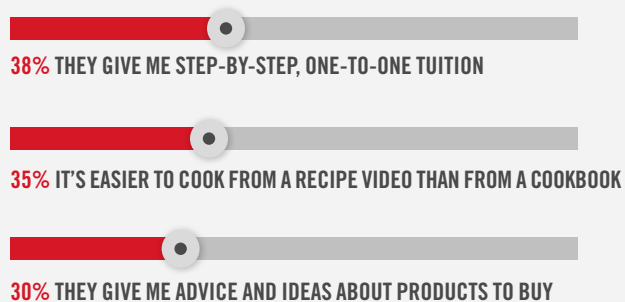 38% THEY GIVE ME STEP-BY-STEP, ONE-TO-ONE TUITION
35% IT'S EASIER TO COOK FROM A RECIPE VIDEO THAN FROM A COOKBOOK
30% THEY GIVE ME ADVICE AND IDEAS ABOUT PRODUCTS TO BUY